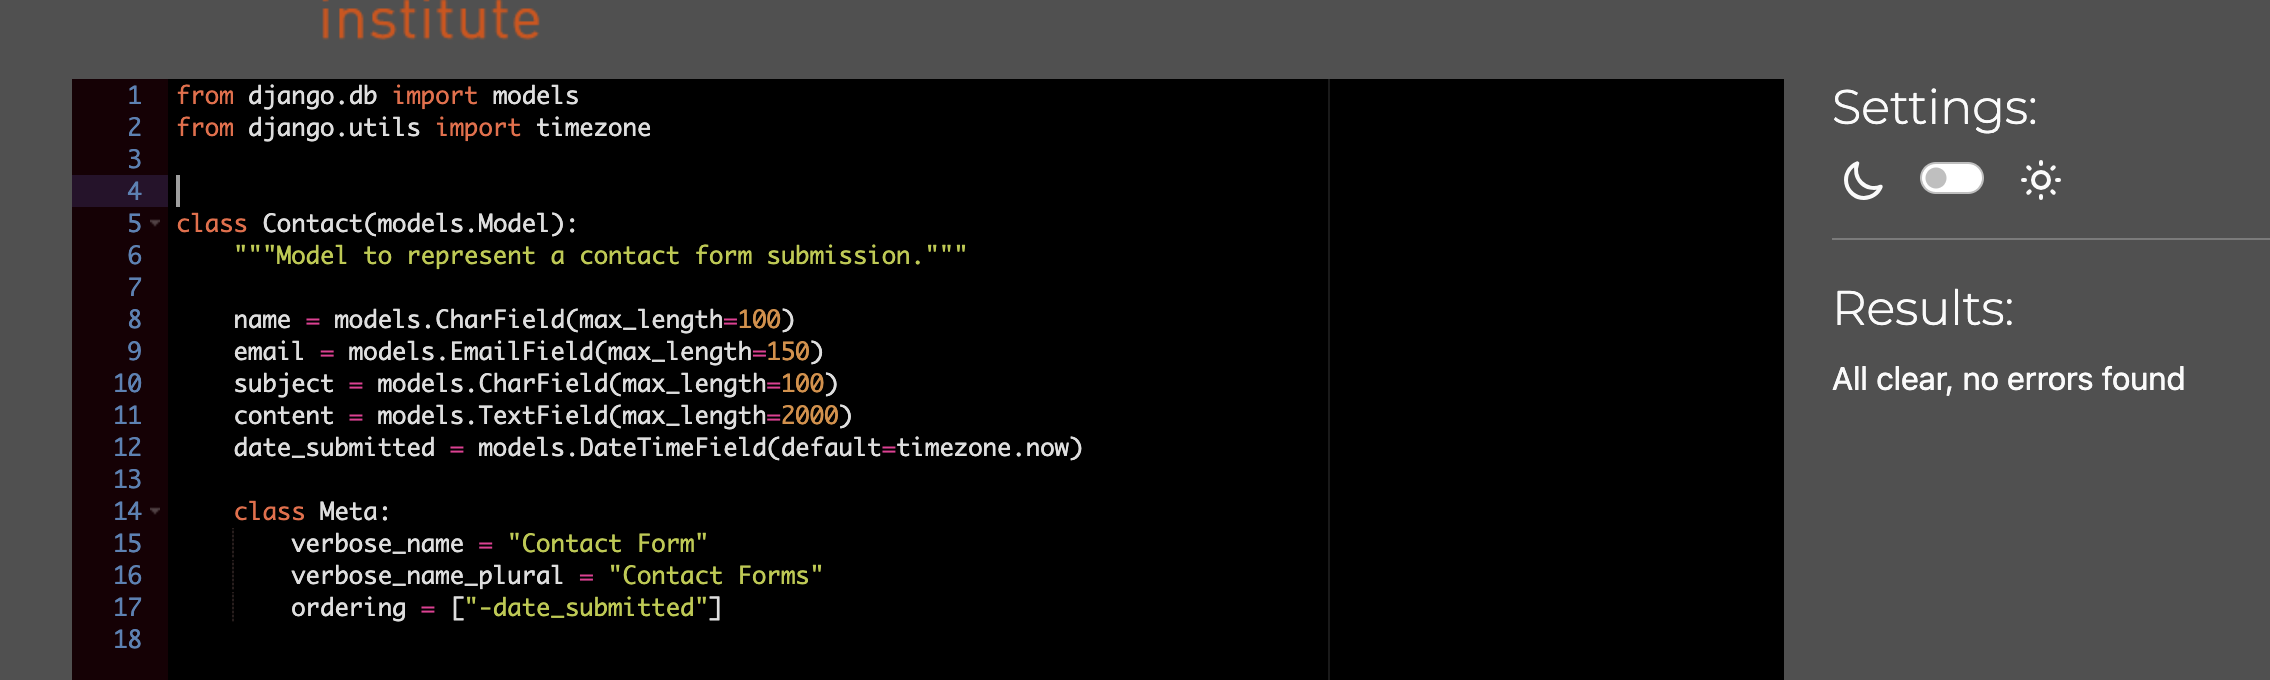 institute
1 from django.db import models
2 from django.utils import timezone
3
4
5 class Contact(models.Model):
6     """Model to represent a contact form submission."""
7
8     name = models.CharField(max_length=100)
9     email = models.EmailField(max_length=150)
10     subject = models.CharField(max_length=100)
11     content = models.TextField(max_length=2000)
12     date_submitted = models.DateTimeField(default=timezone.now)
13
14     class Meta:
15         verbose_name = "Contact Form"
16         verbose_name_plural = "Contact Forms"
17         ordering = ["-date_submitted"]
18
Settings:
Results:
All clear, no errors found